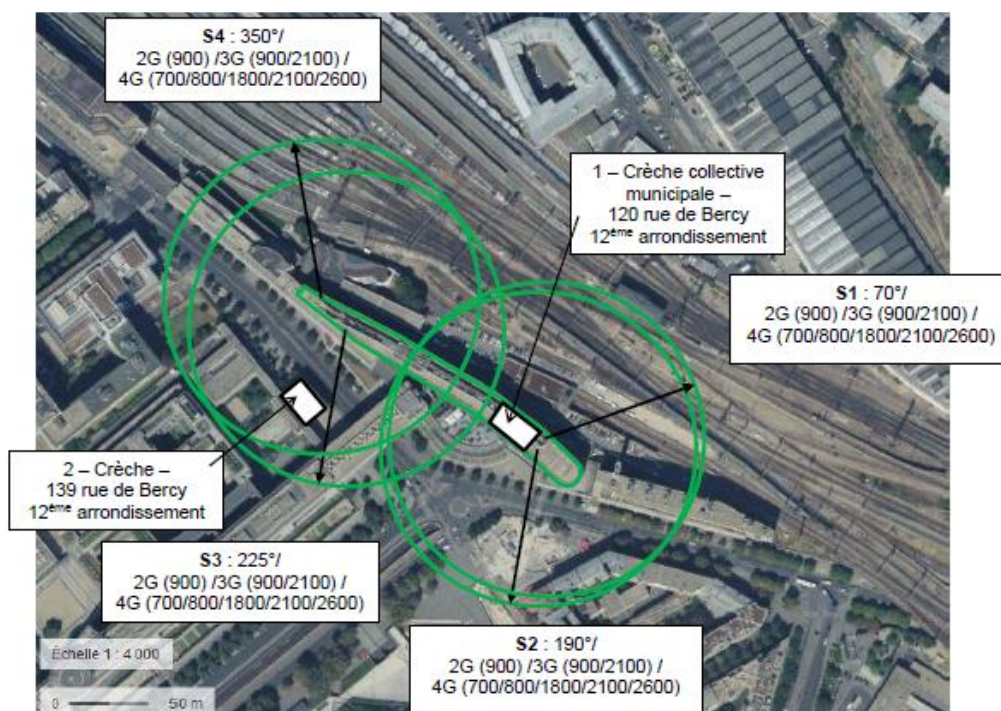 S4 : 350°/
2G (900) /3G (900/2100) /
4G (700/800/1800/2100/2600)
1 – Crèche collective
municipale –
120 rue de Bercy
12ème arrondissement
S1 : 70°/
2G (900) /3G (900/2100) /
4G (700/800/1800/2100/2600)
2 – Crèche –
139 rue de Bercy
12ème arrondissement
S3 : 225°/
2G (900) /3G (900/2100) /
4G (700/800/1800/2100/2600)
S2 : 190°/
2G (900) /3G (900/2100) /
4G (700/800/1800/2100/2600)
Échelle 1 : 4 000
0 50 m